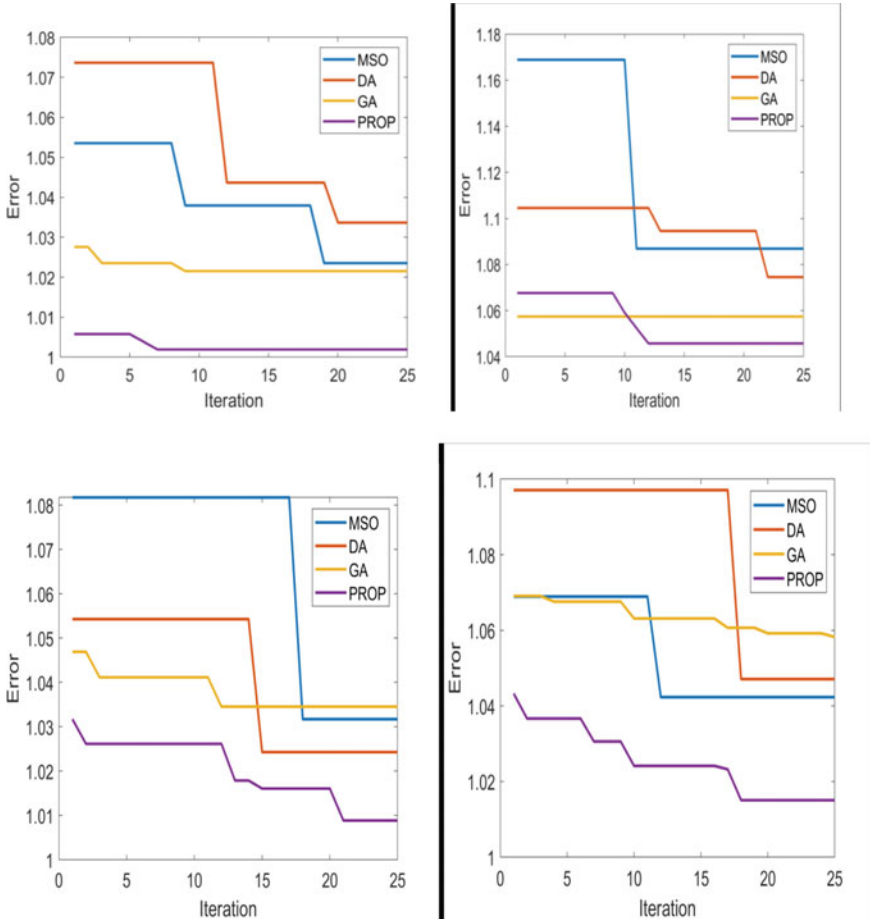 1.08
1.07
1.06
1.05
1.04
1.03
1.02
1.01
1
Error
0 5 10 15 20 25
Iteration
MSO
DA
GA
PROP
1.18
1.16
1.14
1.12
1.1
1.08
1.06
1.04
Error
0 5 10 15 20 25
Iteration
MSO
DA
GA
PROP
1.08
1.07
1.06
1.05
1.04
1.03
1.02
1.01
1
Error
0 5 10 15 20 25
Iteration
MSO
DA
GA
PROP
1.1
1.08
1.06
1.04
1.02
1
Error
0 5 10 15 20 25
Iteration
MSO
DA
GA
PROP